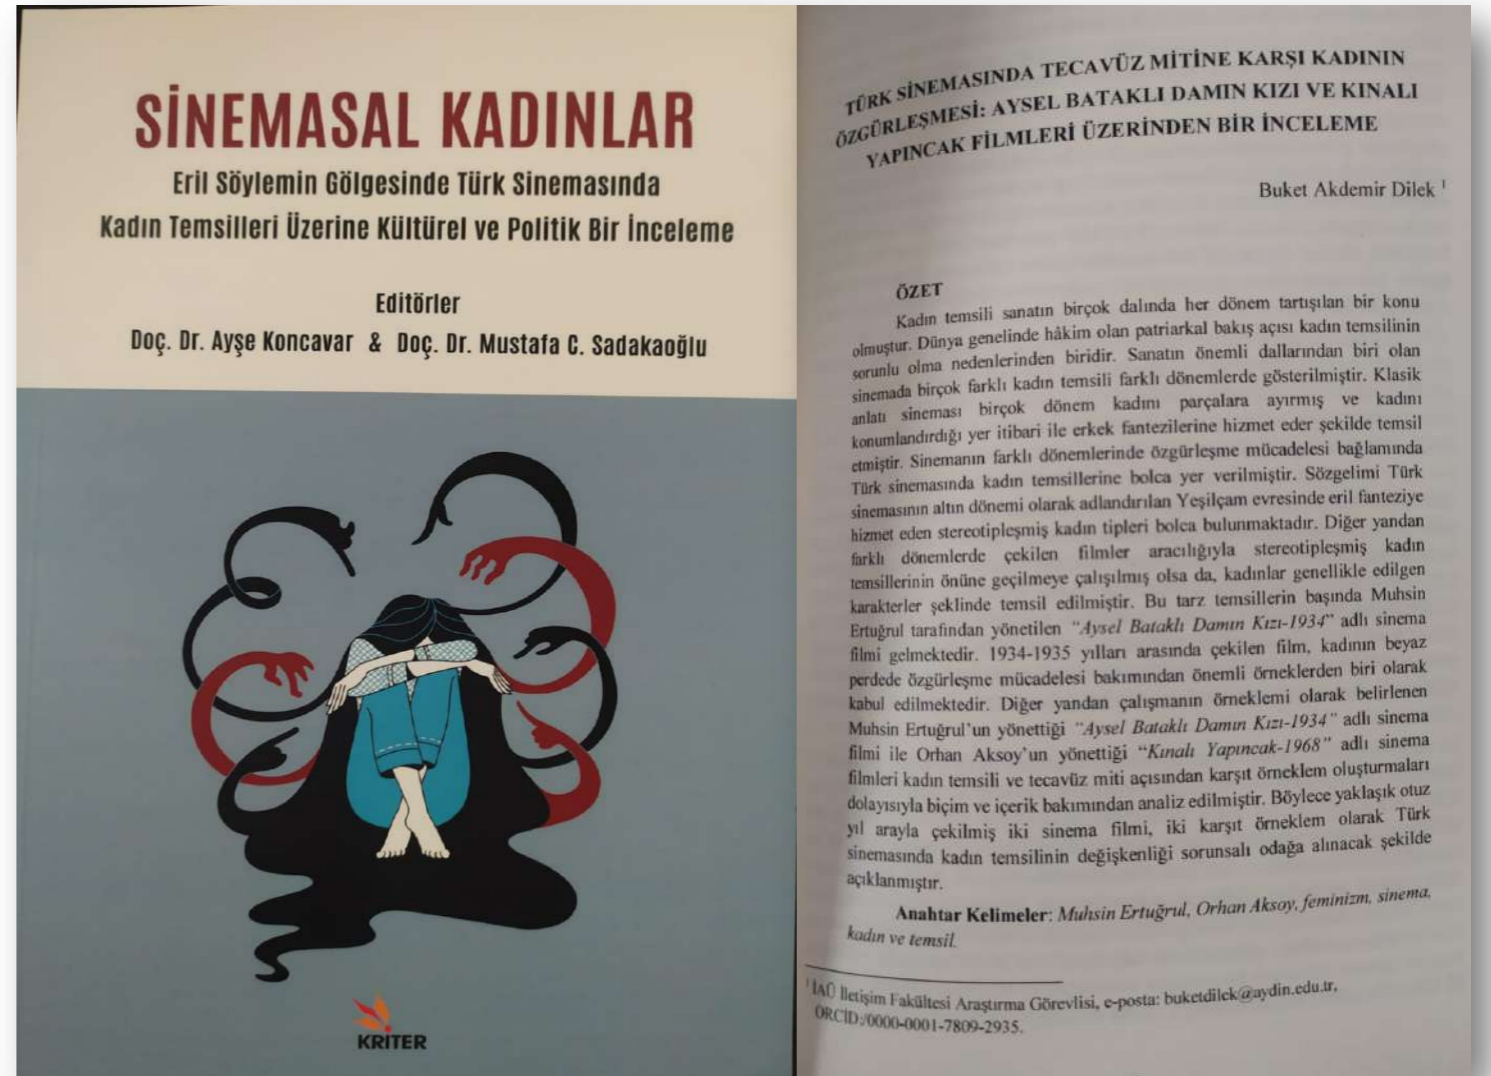 SİNEMASAL KADINLAR
Eril Söylemin Gölgesinde Türk Sinemasında
Kadın Temsilleri Üzerine Kültürel ve Politik Bir İnceleme
Editörler
Doç. Dr. Ayşe Koncavar & Doç. Dr. Mustafa C. Sadakaoğlu
KRİTER
TÜRK SİNEMASINDA TECAVÜZ MİTİNE KARŞI KADININ
ÖZGÜRLEŞMESİ: AYSEL BATAKLI DAMIN KIZI VE KINALI
YAPINCAK FİLMLERİ ÜZERİNDEN BİR İNCELEME
Buket Akdemir Dilek 1
ÖZET
Kadın temsili sanatın birçok dalında her dönem tartışılan bir konu
olmuştur. Dünya genelinde hâkim olan patriarkal bakış açısı kadın temsilinin
sorunlu olma nedenlerinden biridir. Sanatın önemli dallarından biri olan
sinemada birçok farklı kadın temsili farklı dönemlerde gösterilmiştir. Klasik
anlatı sineması birçok dönem kadını parçalara ayırmış ve kadını
konumlandırdığı yer itibari ile erkek fantezilerine hizmet eder şekilde temsil
etmiştir. Sinemanın farklı dönemlerinde özgürleşme mücadelesi bağlamında
Türk sinemasında kadın temsillerine bolca yer verilmiştir. Sözgelimi Türk
sinemasının altın dönemi olarak adlandırılan Yeşilçam evresinde eril fanteziye
hizmet eden stereotipleşmiş kadın tipleri bolca bulunmaktadır. Diğer yandan
farklı dönemlerde çekilen filmler aracılığıyla stereotipleşmiş kadın
temsillerinin önüne geçilmeye çalışılmış olsa da, kadınlar genellikle edilgen
karakterler şeklinde temsil edilmiştir. Bu tarz temsillerin başında Muhsin
Ertuğrul tarafından yönetilen "Aysel Bataklı Damın Kızı-1934" adlı sinema
filmi gelmektedir. 1934-1935 yılları arasında çekilen film, kadının beyaz
perdede özgürleşme mücadelesi bakımından önemli örneklerden biri olarak
kabul edilmektedir. Diğer yandan çalışmanın örneklemi olarak belirlenen
Muhsin Ertuğrul'un yönettiği "Aysel Bataklı Damın Kızı-1934" adlı sinema
filmi ile Orhan Aksoy'un yönettiği "Kınalı Yapıncak-1968" adlı sinema
filmleri kadın temsili ve tecavüz miti açısından karşıt örneklem oluşturmaları
dolayısıyla biçim ve içerik bakımından analiz edilmiştir. Böylece yaklaşık otuz
yıl arayla çekilmiş iki sinema filmi, iki karşıt örneklem olarak Türk
sinemasında kadın temsilinin değişkenliği sorunsalı odağa alınacak şekilde
açıklanmıştır.
Anahtar Kelimeler: Muhsin Ertuğrul, Orhan Aksoy, feminizm, sinema,
kadın ve temsil.
1 İAÜ İletişim Fakültesi Araştırma Görevlisi, e-posta: buketdilek@aydin.edu.tr,
ORCİD:/0000-0001-7809-2935.